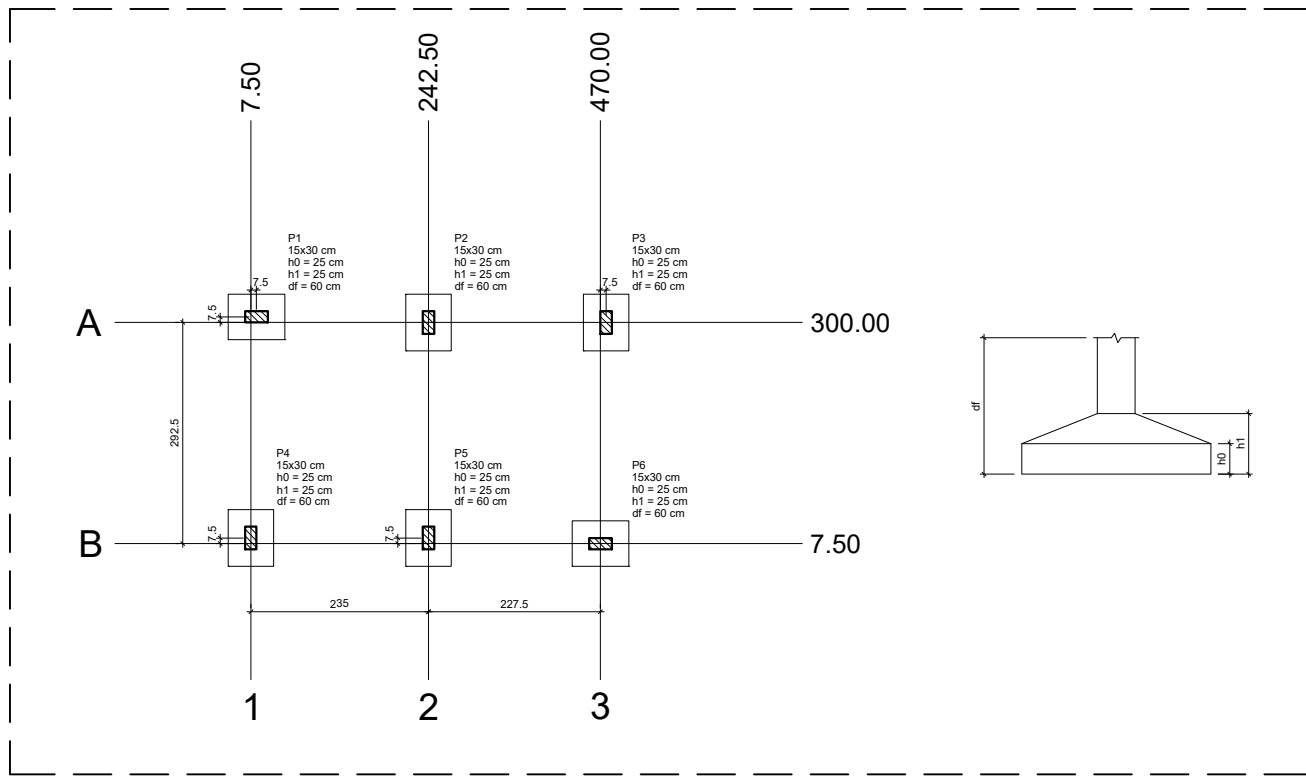 7.50
242.50
470.00
P1
15x30 cm
h0 = 25 cm
h1 = 25 cm
df = 60 cm
7.5
7.5
P2
15x30 cm
h0 = 25 cm
h1 = 25 cm
df = 60 cm
P3
15x30 cm
h0 = 25 cm
h1 = 25 cm
df = 60 cm
7.5
A
300.00
292.5
P4
15x30 cm
h0 = 25 cm
h1 = 25 cm
df = 60 cm
7.5
P5
15x30 cm
h0 = 25 cm
h1 = 25 cm
df = 60 cm
7.5
P6
15x30 cm
h0 = 25 cm
h1 = 25 cm
df = 60 cm
B
7.50
235
227.5
1
2
3
df
h0
h1